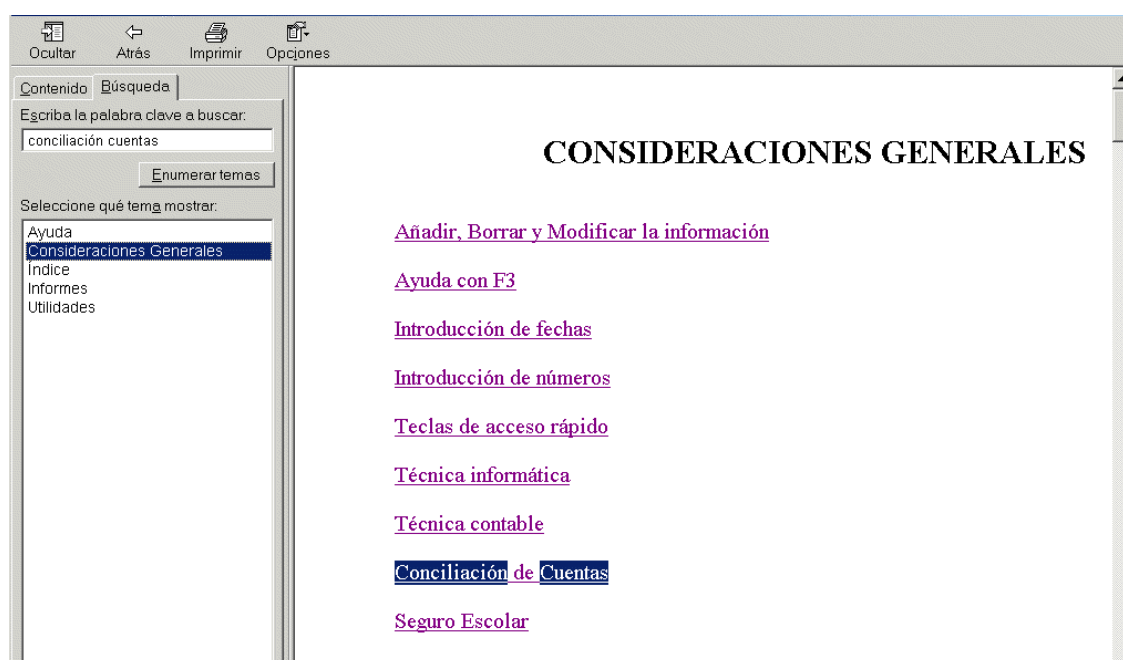 Ocultar Atrás Imprimir Opciones
Contenido Búsqueda
Escriba la palabra clave a buscar:
conciliación cuentas
Enumerar temas
Seleccione qué tema mostrar:
Ayuda
Consideraciones Generales
Índice
Informes
Utilidades
CONSIDERACIONES GENERALES
Añadir, Borrar y Modificar la información
Ayuda con F3
Introducción de fechas
Introducción de números
Teclas de acceso rápido
Técnica informática
Técnica contable
Conciliación de Cuentas
Seguro Escolar